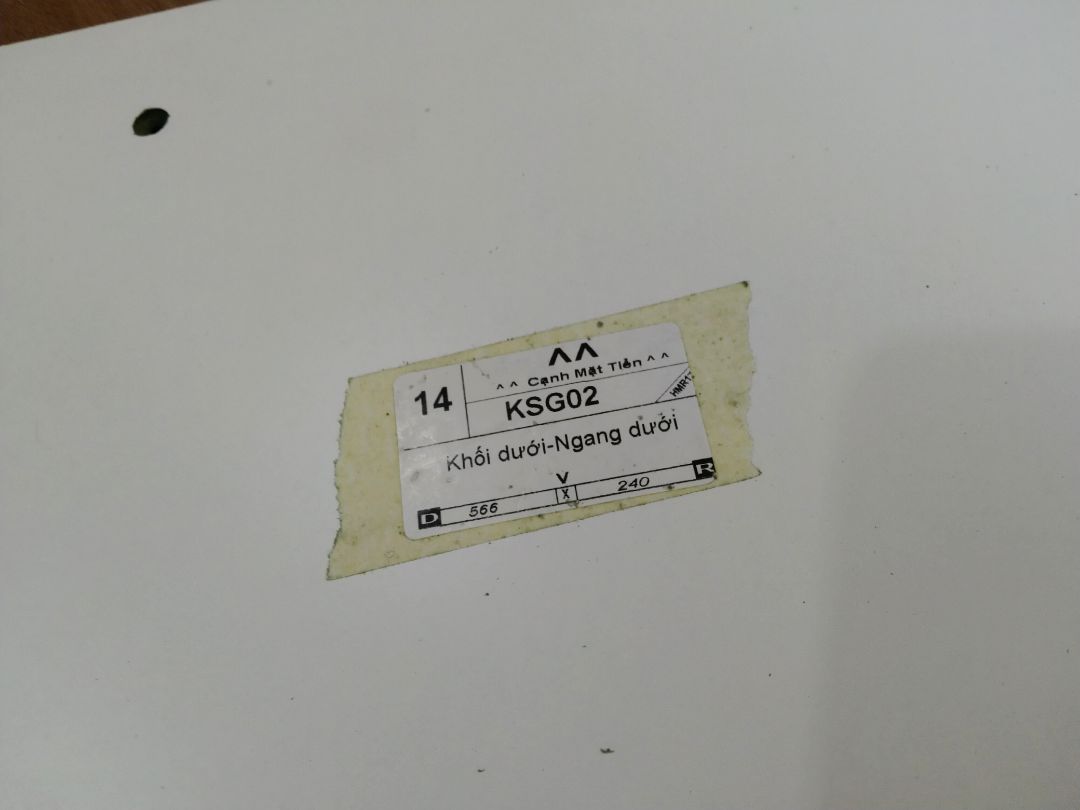 ^^
^ ^ Cạnh Mặt Tiền ^ ^
14
KSG02
Khối dưới-Ngang dưới
V
D 566 X 240 R